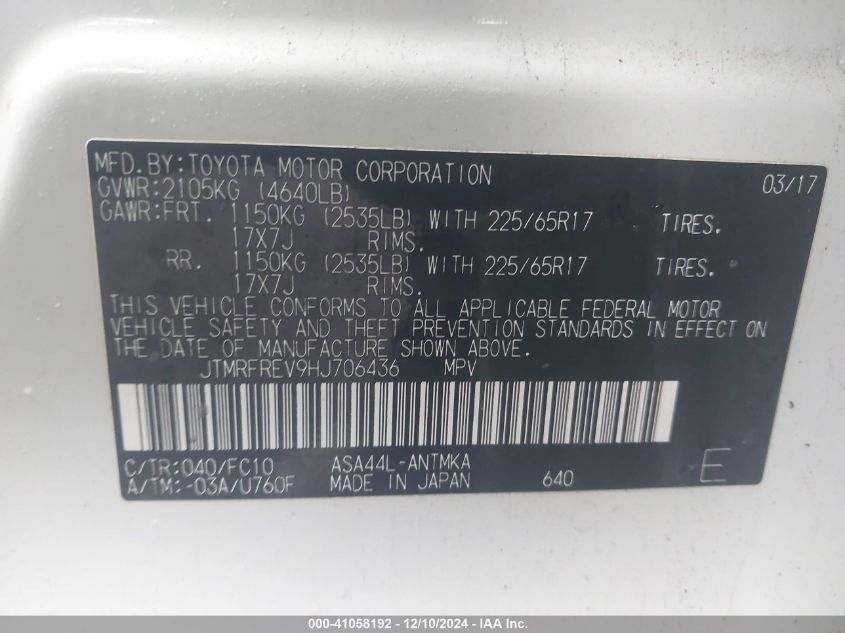 MFD.BY:TOYOTA MOTOR CORPORATION 03/17
GVWR:2105KG (4640LB)
GAWR:FRT. 1150KG (2535LB) WITH 225/65R17 TIRES.
17X7J RIMS.
RR. 1150KG (2535LB) WITH 225/65R17 TIRES.
17X7J RIMS.
THIS VEHICLE CONFORMS TO ALL APPLICABLE FEDERAL MOTOR
VEHICLE SAFETY AND THEFT PREVENTION STANDARDS IN EFFECT ON
THE DATE OF MANUFACTURE SHOWN ABOVE.
JTMRFREV9HJ706436 MPV
C/TR:040/FC10 ASA44L-ANTMKA
A/TM:-03A/U760F MADE IN JAPAN 640 E
000-41058192 - 12/10/2024 - IAA Inc.